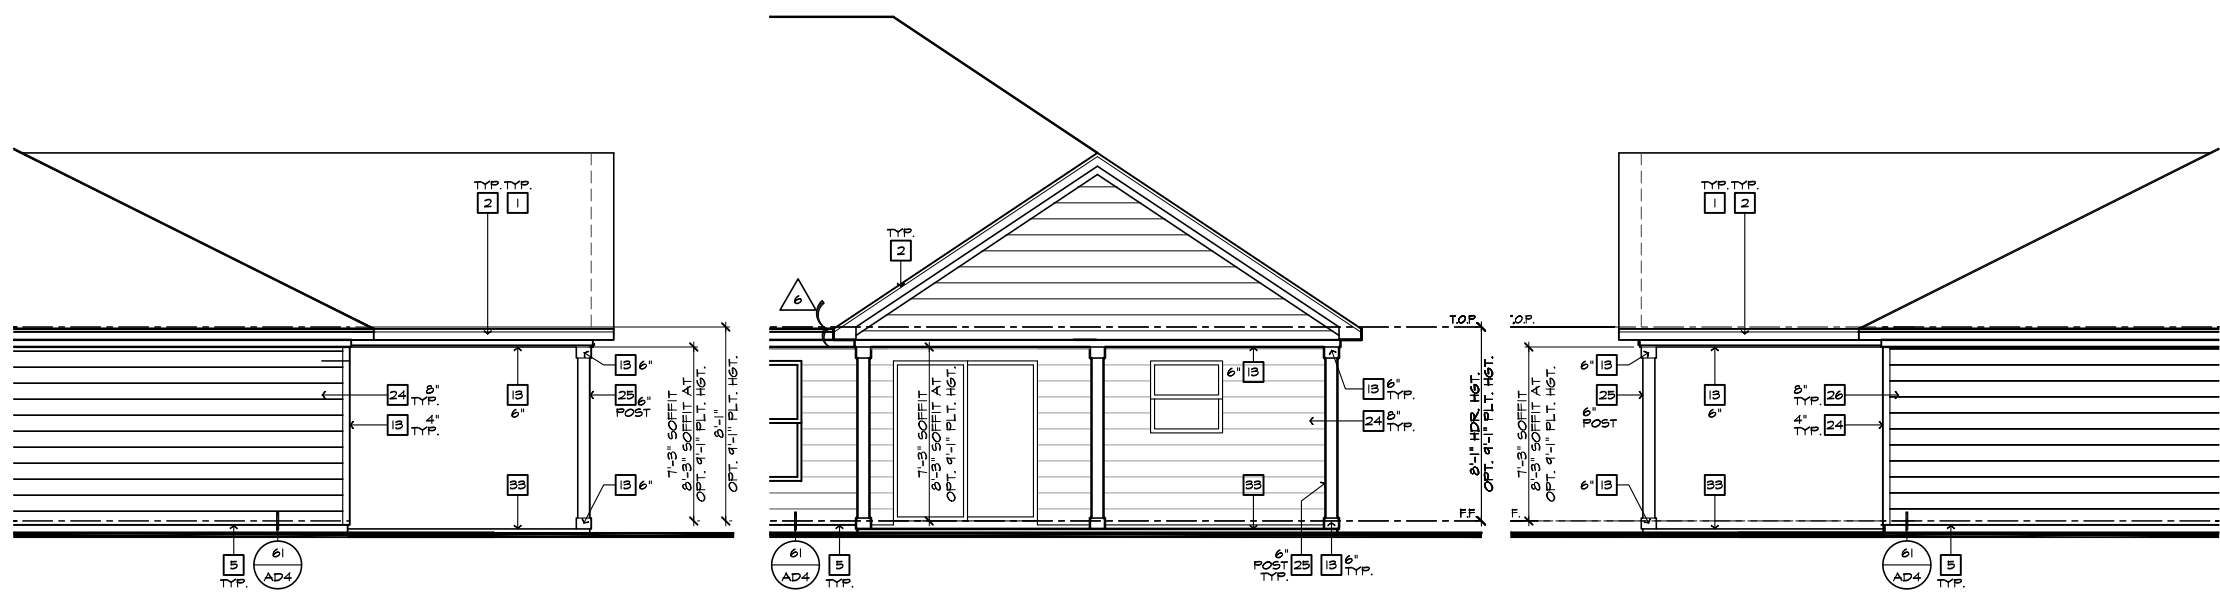 TYP. TYP.
2 1
13 6"
24 8" TYP.
13 6"
25 6" POST
13 4" TYP.
33
13 6"
7'-3" SOFFIT
8'-3" SOFFIT AT
OPT. 9'-1" PLT. HGT.
8'-1"
OPT. 9'-1" PLT. HGT.
5
TYP.
61
AD4
TYP.
2
6
T.O.P.
6" 13
13 6" TYP.
24 8" TYP.
7'-3" SOFFIT
8'-3" SOFFIT AT
OPT. 9'-1" PLT. HGT.
33
8'-1" HDR. HGT.
OPT. 9'-1" PLT. HGT.
F.F.
61
AD4
5
TYP.
6" POST TYP. 25
13 6" TYP.
TYP. TYP.
1 2
.O.P.
6" 13
25
6"
POST
13
6"
8" TYP. 26
4" TYP. 24
7'-3" SOFFIT
8'-3" SOFFIT AT
OPT. 9'-1" PLT. HGT.
6" 13
33
F.
61
AD4
5
TYP.